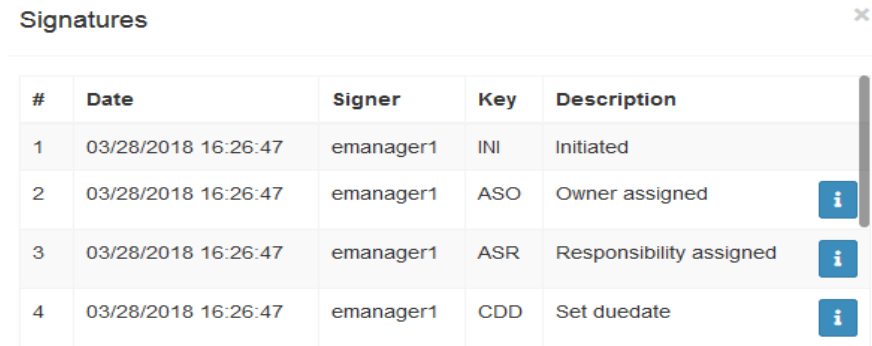 Signatures ×
# Date Signer Key Description
1 03/28/2018 16:26:47 emanager1 INI Initiated
2 03/28/2018 16:26:47 emanager1 ASO Owner assigned i
3 03/28/2018 16:26:47 emanager1 ASR Responsibility assigned i
4 03/28/2018 16:26:47 emanager1 CDD Set duedate i